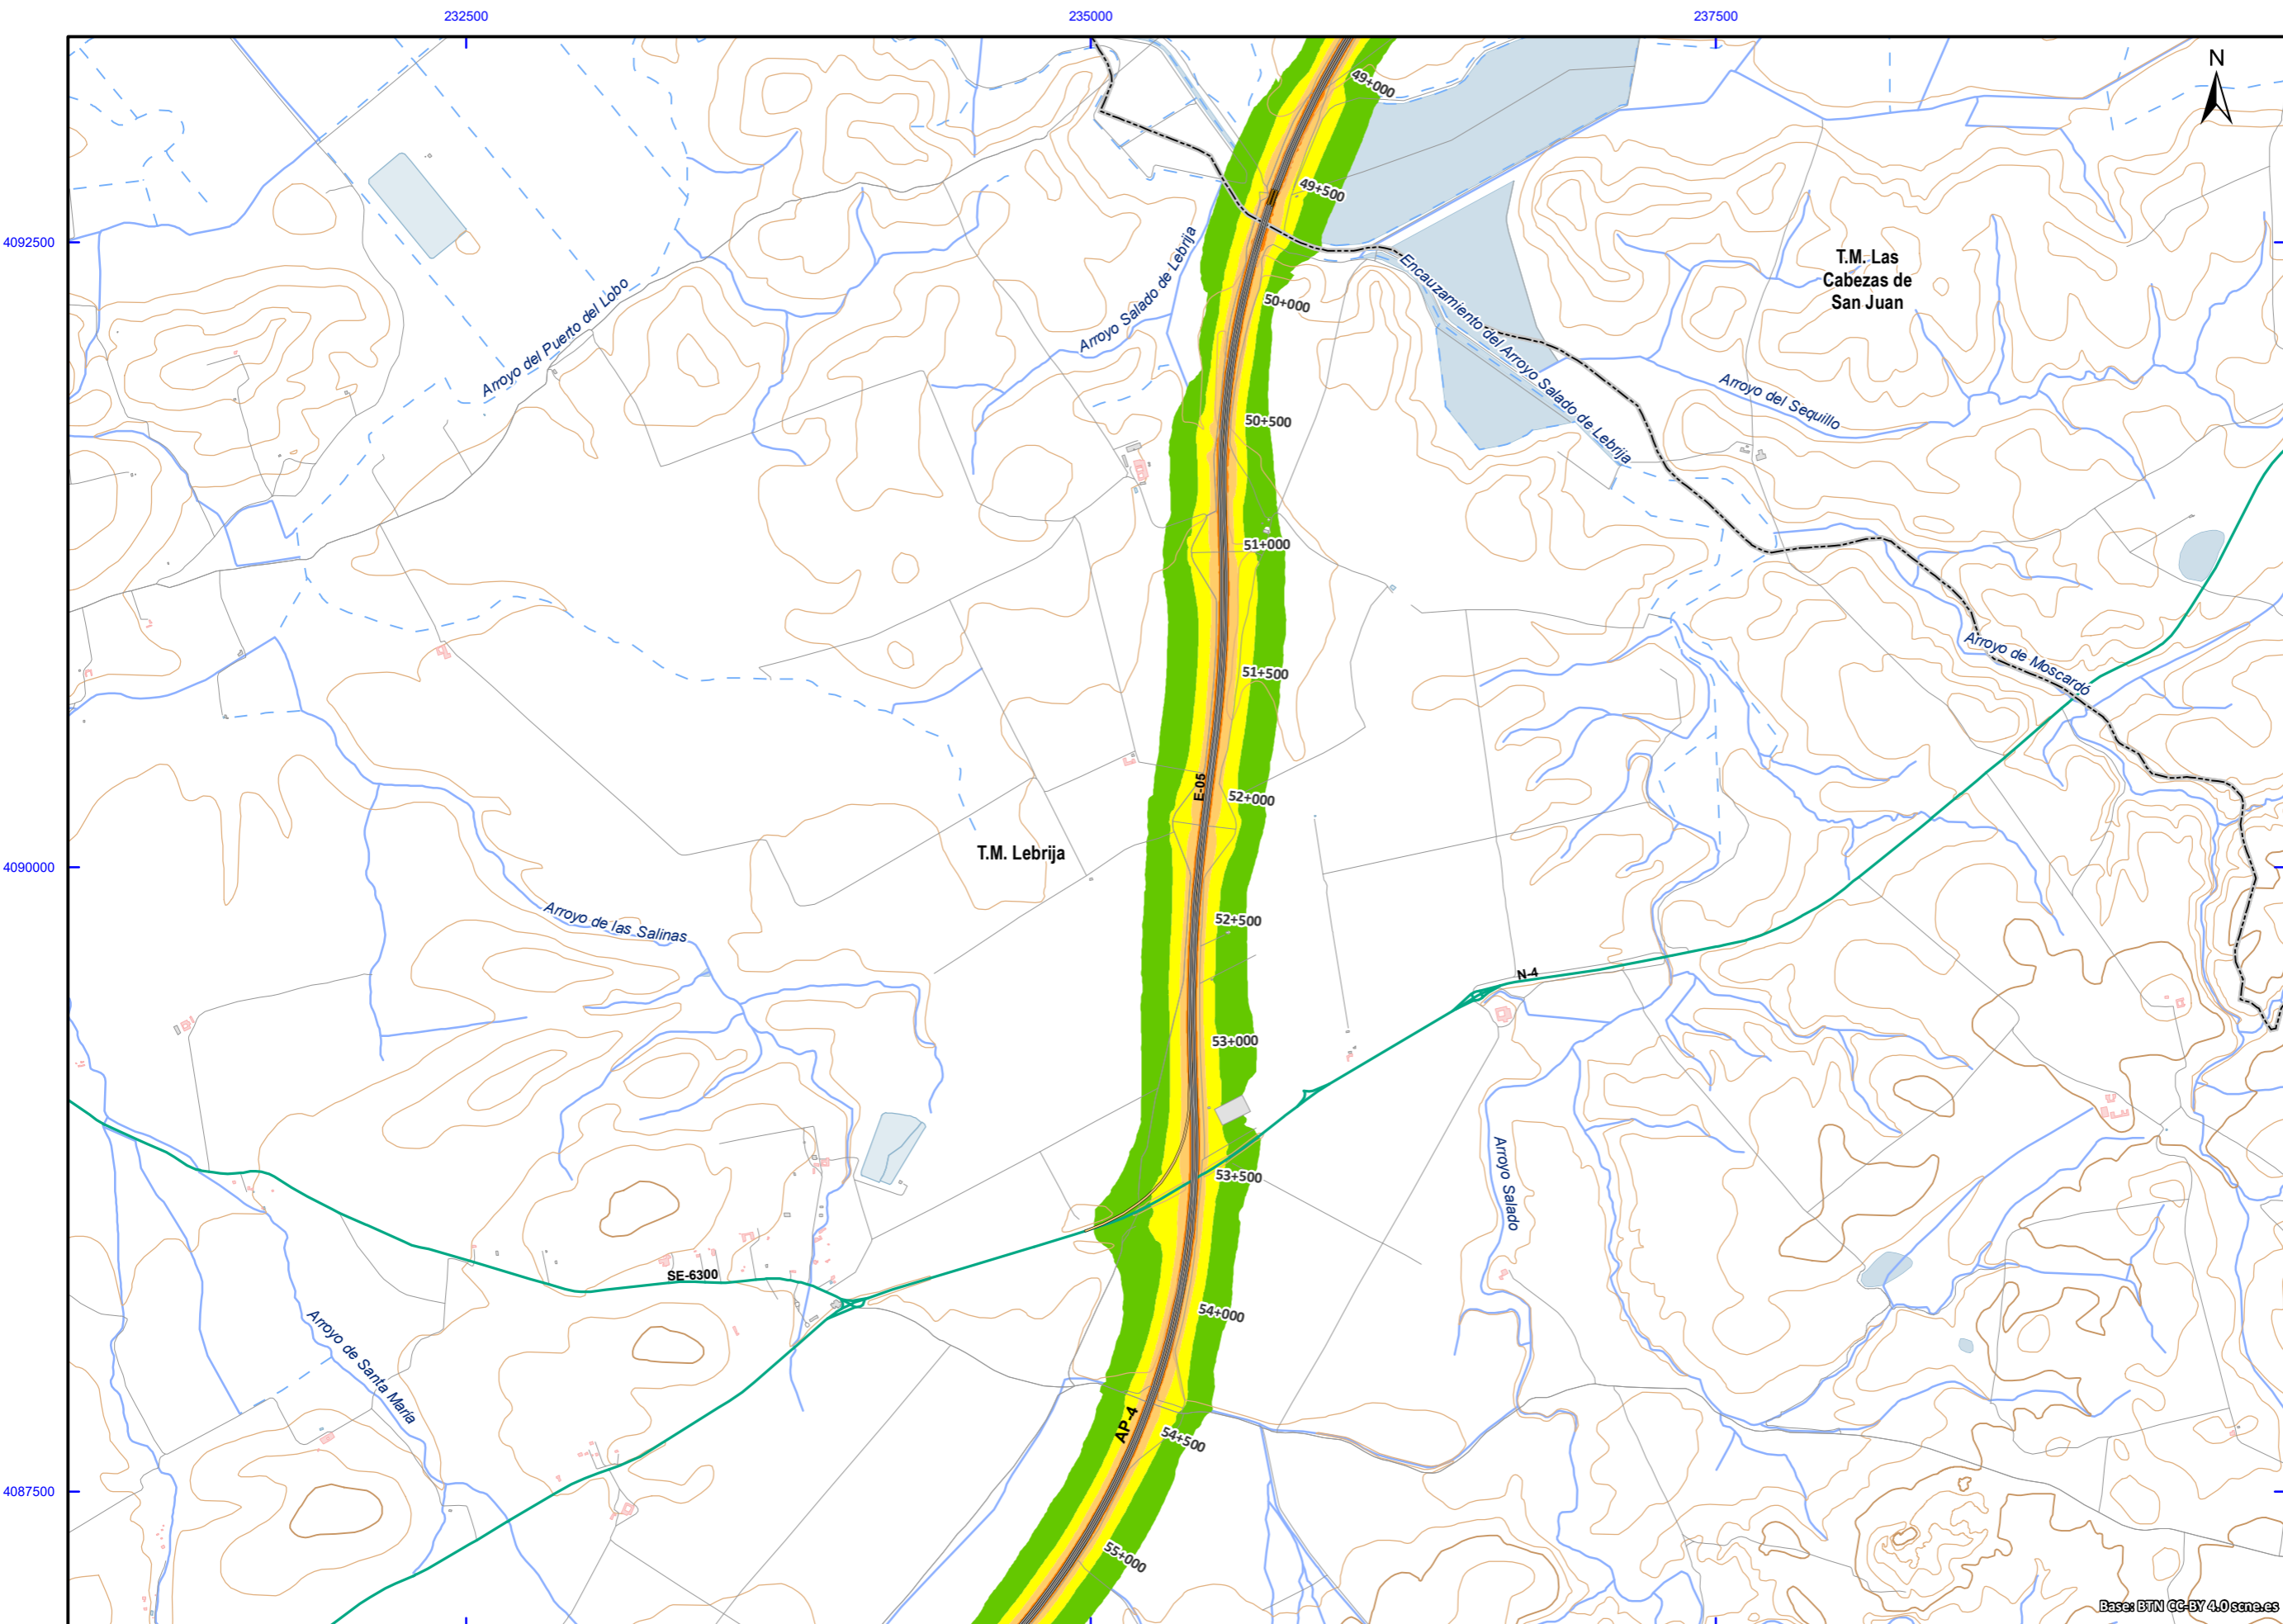 232500
235000
237500
N
49+000
49+500
4092500
T.M. Las
Cabezas de
San Juan
Arroyo Salado de Lebrija
Encauzamiento del Arroyo Salado de Lebrija
Arroyo del Puerto del Lobo
50+000
Arroyo del Sequillo
50+500
51+000
51+500
Arroyo de Moscardó
E-05
52+000
T.M. Lebrija
4090000
52+500
Arroyo de las Salinas
N-4
53+000
53+500
Arroyo Salado
SE-6300
54+000
Arroyo de Santa María
AP-4
54+500
4087500
55+000
Base: BTN CC-BY 4.0 scne.es